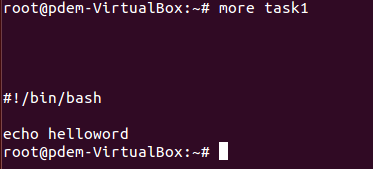 root@pdem-VirtualBox:~# more task1
#!/bin/bash
echo helloword
root@pdem-VirtualBox:~#